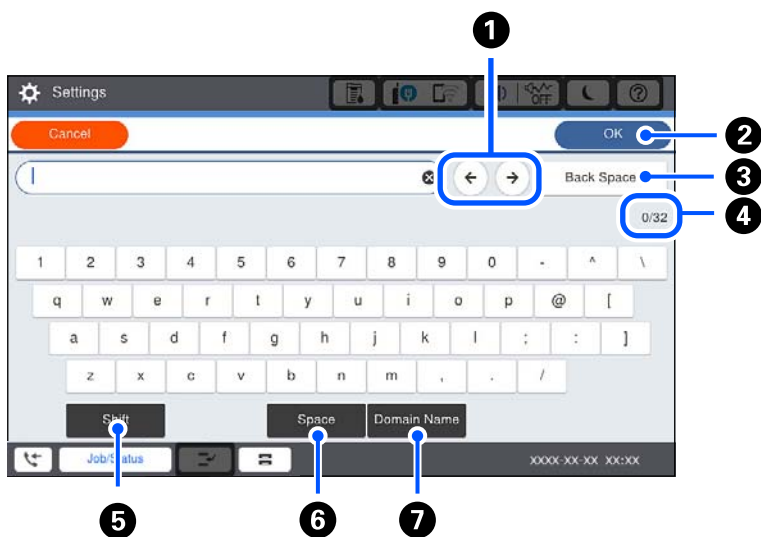 1
Settings
OFF
?
Cancel
OK
2
Back Space
3
0/32
4
1 2 3 4 5 6 7 8 9 0 - ^ \
q w e r t y u i o p @ [
a s d f g h j k l ; : ]
z x c v b n m , . /
Shift
Space
Domain Name
Job/Status
XXXX-XX-XX XX:XX
5
6
7